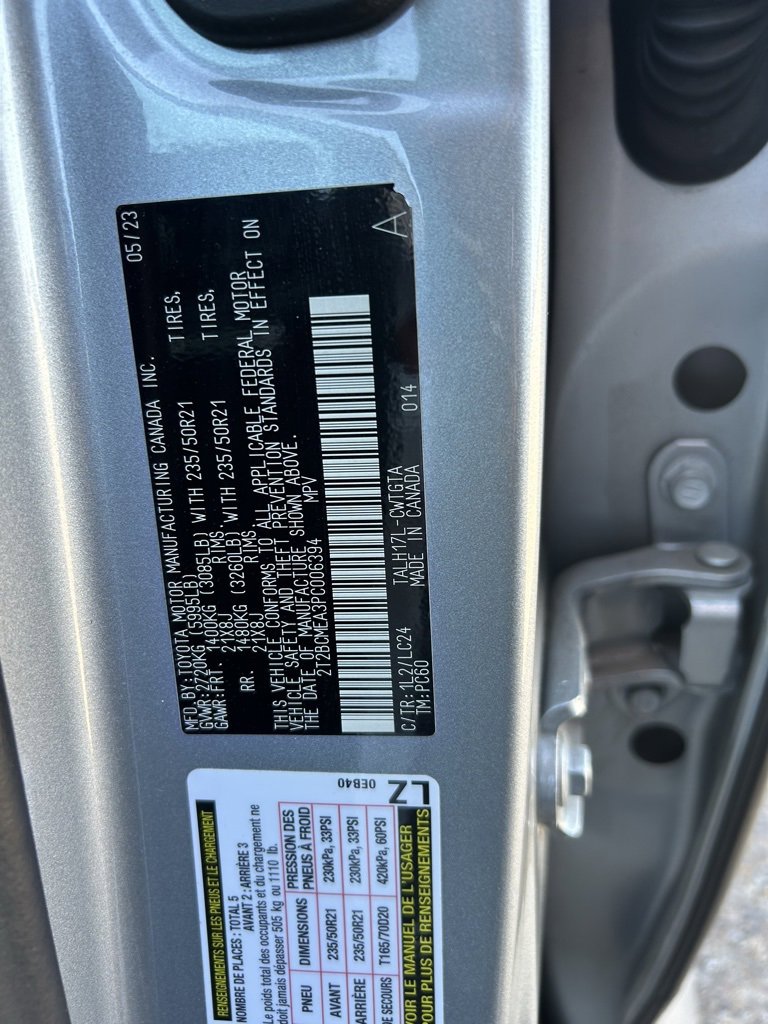 MFD.BY:TOYOTA MOTOR MANUFACTURING CANADA INC. 05/23
GVWR:2720KG (5995LB)
GAWR:FRT. 1400KG (3085LB) WITH 235/50R21 TIRES,
21X8J RIMS,
RR. 1480KG (3260LB) WITH 235/50R21 TIRES,
21X8J RIMS.
THIS VEHICLE CONFORMS TO ALL APPLICABLE FEDERAL MOTOR
VEHICLE SAFETY AND THEFT PREVENTION STANDARDS IN EFFECT ON
THE DATE OF MANUFACTURE SHOWN ABOVE.
2T2BCMEA3PC006394 MPV
A
C/TR:1L2/LC24 TALH17L-CWTGTA 014
TM:PC60 MADE IN CANADA
RENSEIGNEMENTS SUR LES PNEUS ET LE CHARGEMENT
NOMBRE DE PLACES : TOTAL 5
AVANT 2 : ARRIÈRE 3
Le poids total des occupants et du chargement ne
doit jamais dépasser 505 kg ou 1110 lb.
PNEU DIMENSIONS PRESSION DES PNEUS À FROID
AVANT 235/50R21 230kPa, 33PSI
ARRIÈRE 235/50R21 230kPa, 33PSI
DE SECOURS T165/70D20 420kPa, 60PSI
VOIR LE MANUEL DE L'USAGER
POUR PLUS DE RENSEIGNEMENTS
LZ
0EB40